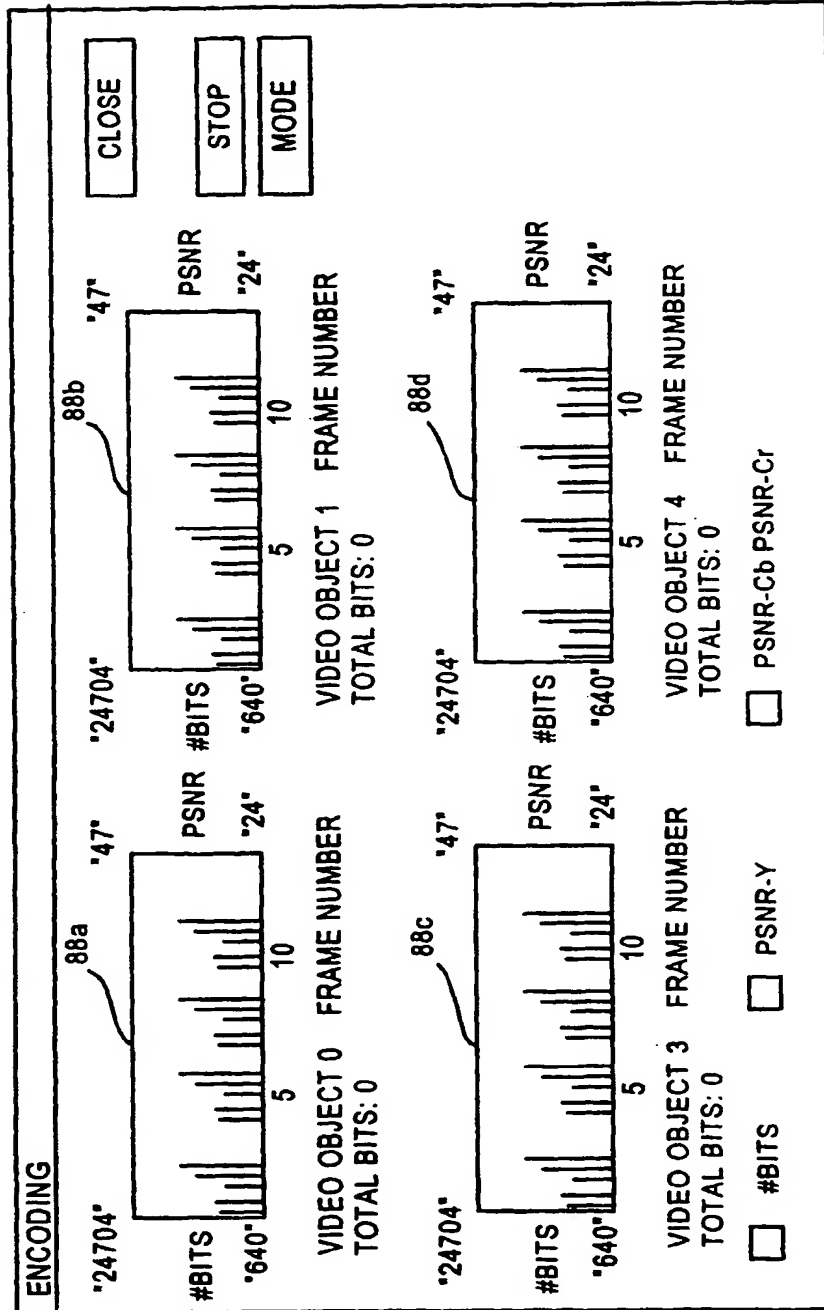 ENCODING
"24704" 88a "47" "24704" 88b "47" CLOSE
#BITS PSNR #BITS PSNR STOP
"640" "24" "640" "24" MODE
5 10 5 10
VIDEO OBJECT 0 FRAME NUMBER VIDEO OBJECT 1 FRAME NUMBER
TOTAL BITS: 0 TOTAL BITS: 0
"24704" 88c "47" "24704" 88d "47"
#BITS PSNR #BITS PSNR
"640" "24" "640" "24"
5 10 5 10
VIDEO OBJECT 3 FRAME NUMBER VIDEO OBJECT 4 FRAME NUMBER
TOTAL BITS: 0 TOTAL BITS: 0
#BITS PSNR-Y PSNR-Cb PSNR-Cr